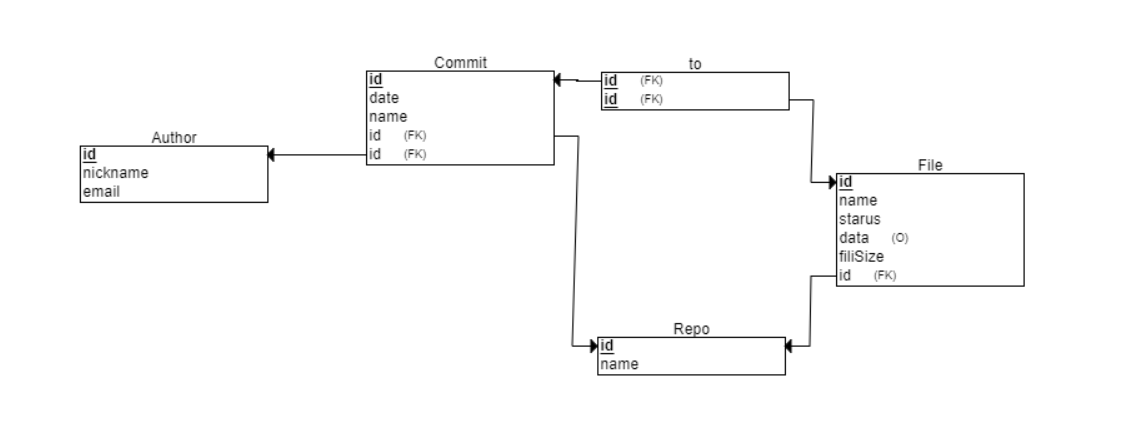 Commit
id
date
name
id (FK)
id (FK)
to
id (FK)
id (FK)
Author
id
nickname
email
File
id
name
starus
data (O)
filiSize
id (FK)
Repo
id
name